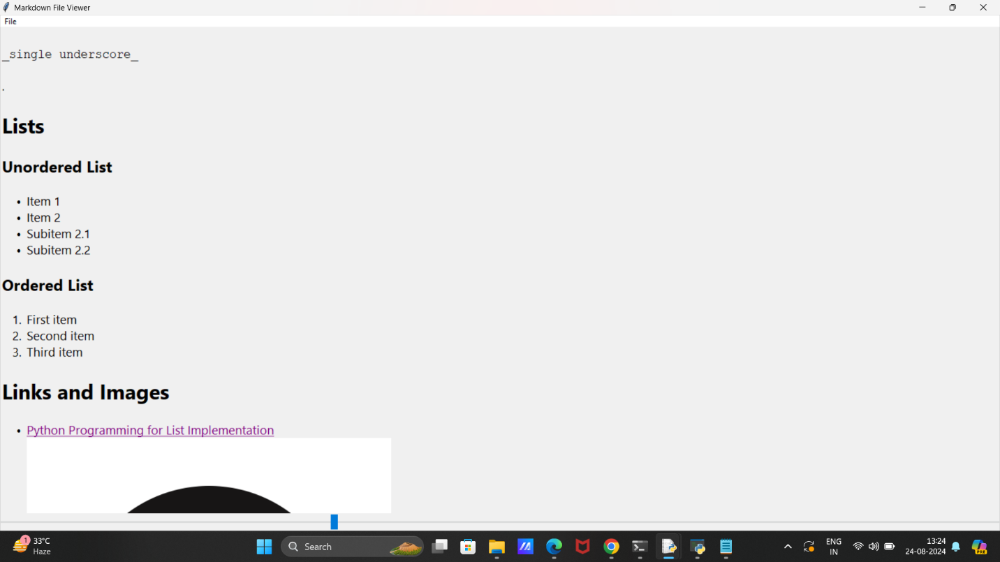 Markdown File Viewer
File
_single underscore_
.
Lists
Unordered List
• Item 1
• Item 2
• Subitem 2.1
• Subitem 2.2
Ordered List
1. First item
2. Second item
3. Third item
Links and Images
• Python Programming for List Implementation
1
33°C
Haze
Search
ENG
IN
13:24
24-08-2024
PRE